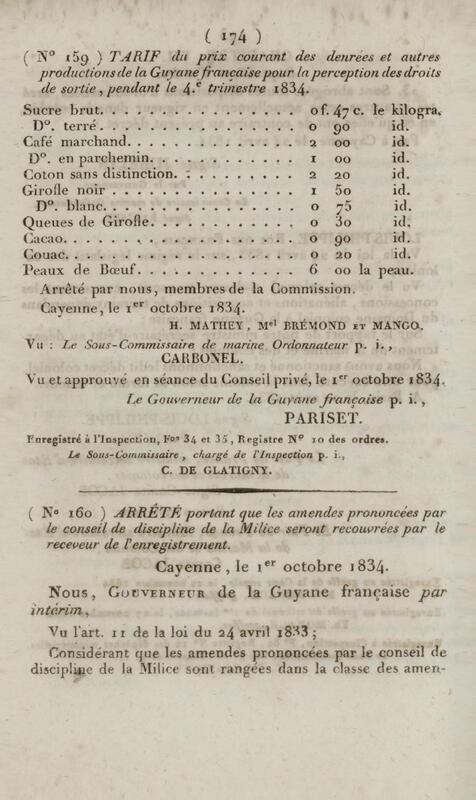 ( 174 )
( Nº 159 ) TARIF du prix courant des denrées et autres
productions de la Guyane française pour la perception des droits
de sortie, pendant le 4.e trimestre 1834.
Sucre brut. . . . . . . . . . . . . . . . 0 f. 47 c. le kilogra.
Dº. terré. . . . . . . . . . . . . . . . 0 90 id.
Café marchand. . . . . . . . . . . . . . 2 00 id.
Dº. en parchemin. . . . . . . . . . . . 1 00 id.
Coton sans distinction. . . . . . . . . . 2 20 id.
Girofle noir . . . . . . . . . . . . . . 1 50 id.
Dº. blanc. . . . . . . . . . . . . . . . 0 75 id.
Queues de Girofle. . . . . . . . . . . . 0 30 id.
Cacao. . . . . . . . . . . . . . . . . . 0 90 id.
Couac. . . . . . . . . . . . . . . . . . 0 20 id.
Peaux de Bœuf. . . . . . . . . . . . . . 6 00 la peau.
Arrêté par nous, membres de la Commission.
Cayenne, le 1er octobre 1834.
H. MATHEY, Mel BRÉMOND ET MANGO.
Vu : Le Sous-Commissaire de marine Ordonnateur p. i.,
CARBONEL.
Vu et approuvé en séance du Conseil privé, le 1er octobre 1834.
Le Gouverneur de la Guyane française p. i.,
PARISET.
Enregistré à l'Inspection, Fos 34 et 35, Registre Nº 10 des ordres.
Le Sous-Commissaire, chargé de l'Inspection p. i.,
C. DE GLATIGNY.
( Nº 160 ) ARRÊTÉ portant que les amendes prononcées par
le conseil de discipline de la Milice seront recouvrées par le
receveur de l'enregistrement.
Cayenne, le 1er octobre 1834.
Nous, GOUVERNEUR de la Guyane française par
intérim,
Vu l'art. 11 de la loi du 24 avril 1833 ;
Considérant que les amendes prononcées par le conseil de
discipline de la Milice sont rangées dans la classe des amen-